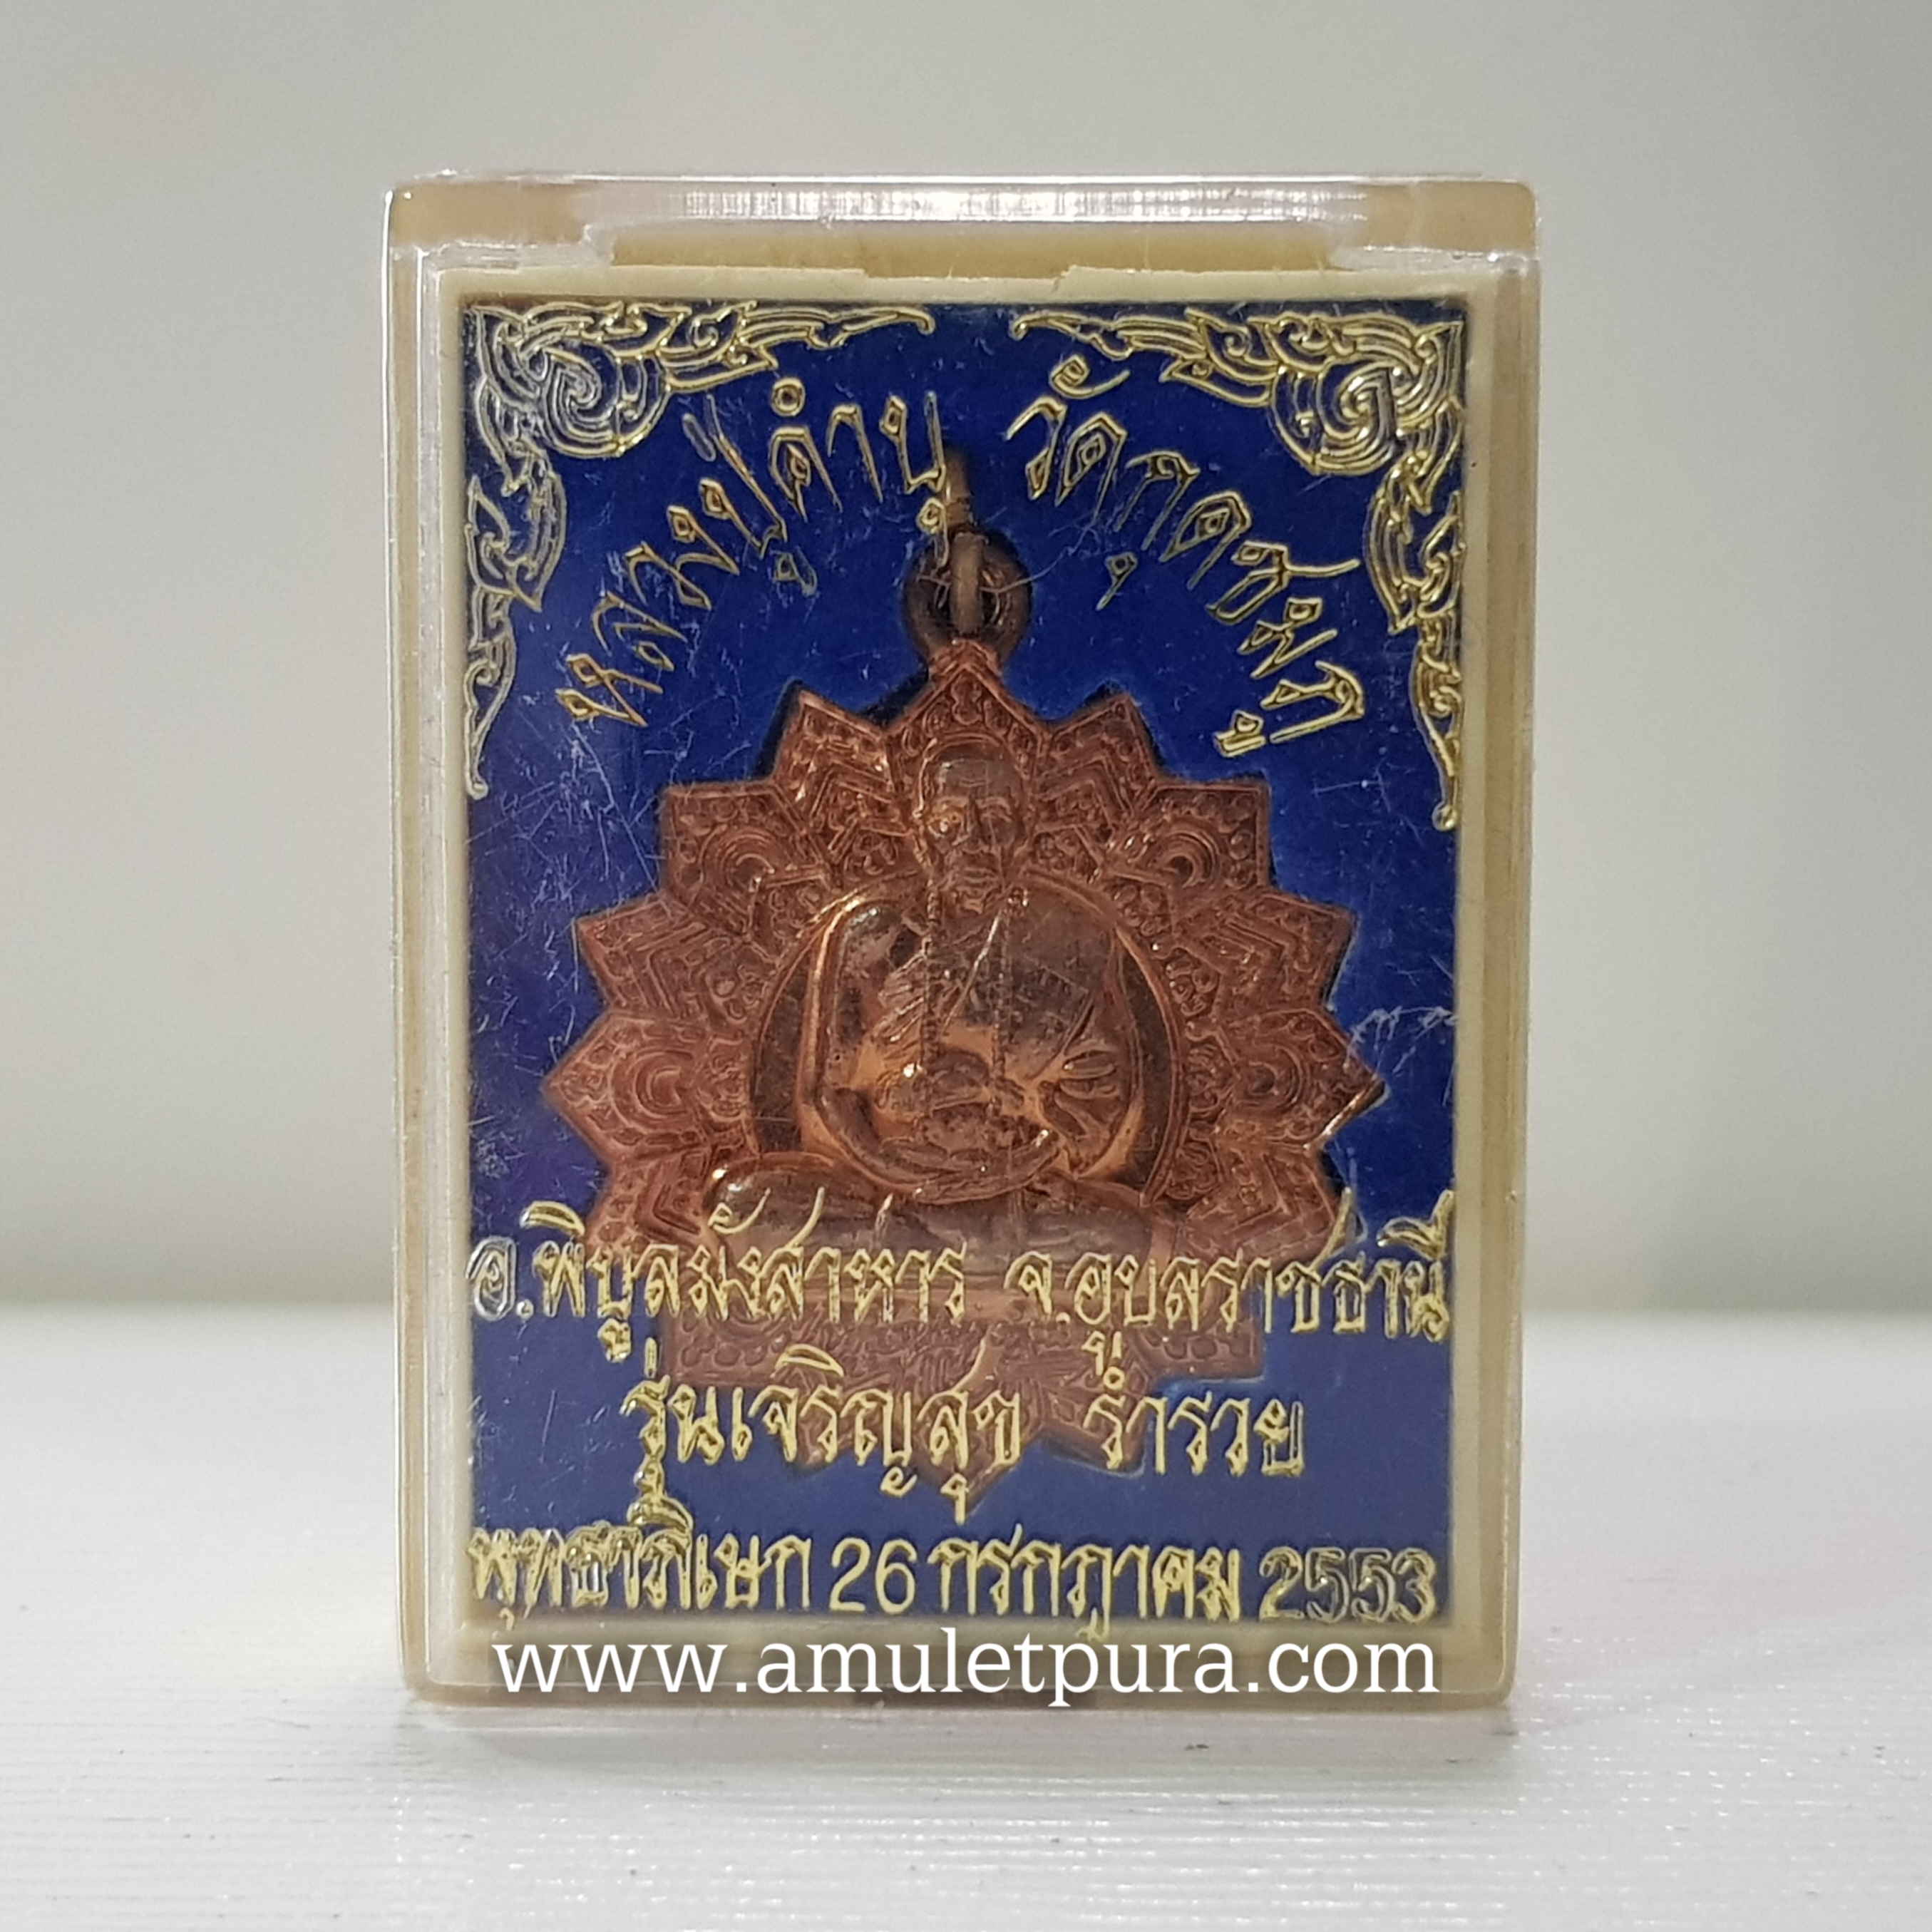 หลวงปู่คำบุ วัดกุดชมภู
อ.พิบูลมังสาหาร จ.อุบลราชธานี
รุ่นเจริญสุข ร่ำรวย
พุทธาภิเษก 26 กรกฎาคม 2553
www.amuletpura.com